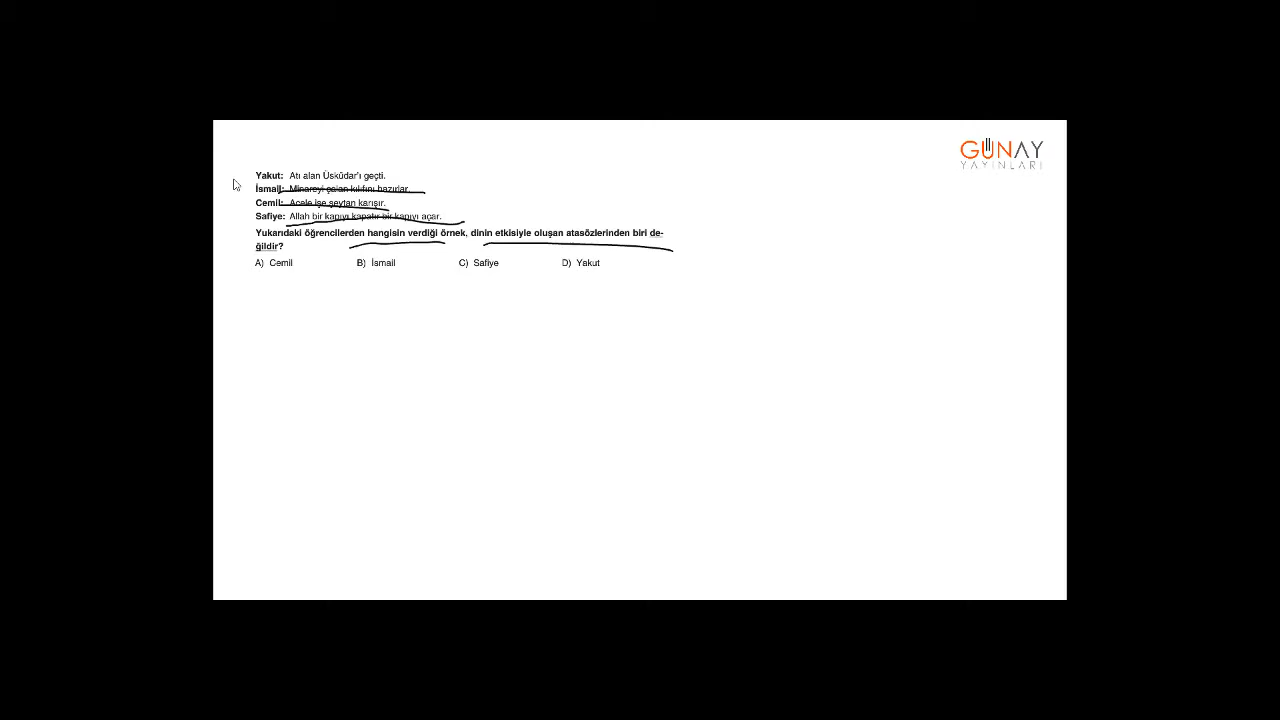 GÜNAY
YAYINLARI
Yakut: Atı alan Üsküdar'ı geçti.
İsmail: Minareyi çalan kılıfını hazırlar.
Cemil: Acele işe şeytan karışır.
Safiye: Allah bir kapıyı kapatır bir kapıyı açar.
Yukarıdaki öğrencilerden hangisin verdiği örnek, dinin etkisiyle oluşan atasözlerinden biri de-
ğildir?
A) Cemil B) İsmail C) Safiye D) Yakut